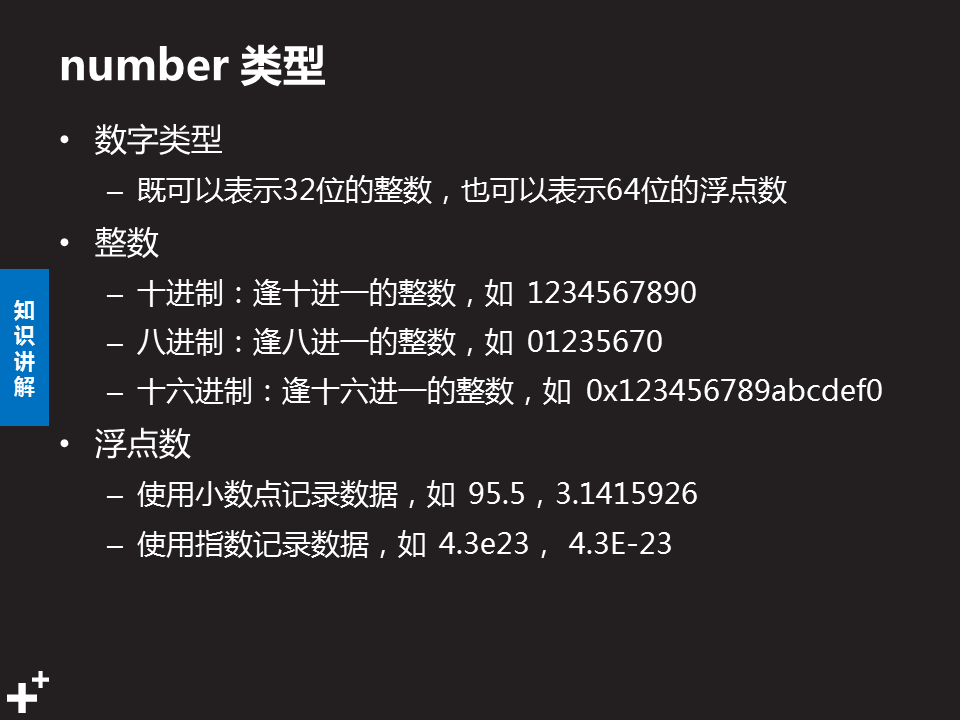 number 类型
• 数字类型
– 既可以表示32位的整数，也可以表示64位的浮点数
• 整数
– 十进制：逢十进一的整数，如 1234567890
– 八进制：逢八进一的整数，如 01235670
– 十六进制：逢十六进一的整数，如 0x123456789abcdef0
• 浮点数
– 使用小数点记录数据，如 95.5，3.1415926
– 使用指数记录数据，如 4.3e23， 4.3E-23
知识讲解